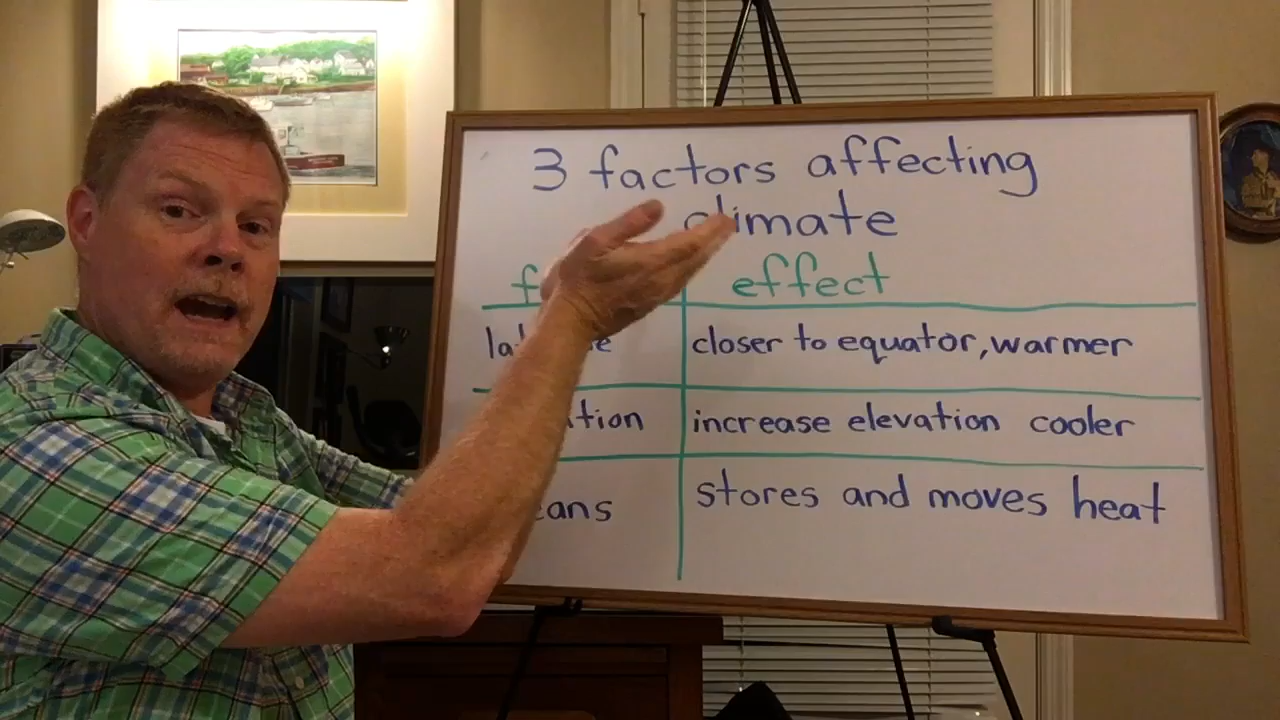 3 factors affecting
climate
effect
closer to equator, warmer
increase elevation cooler
stores and moves heat